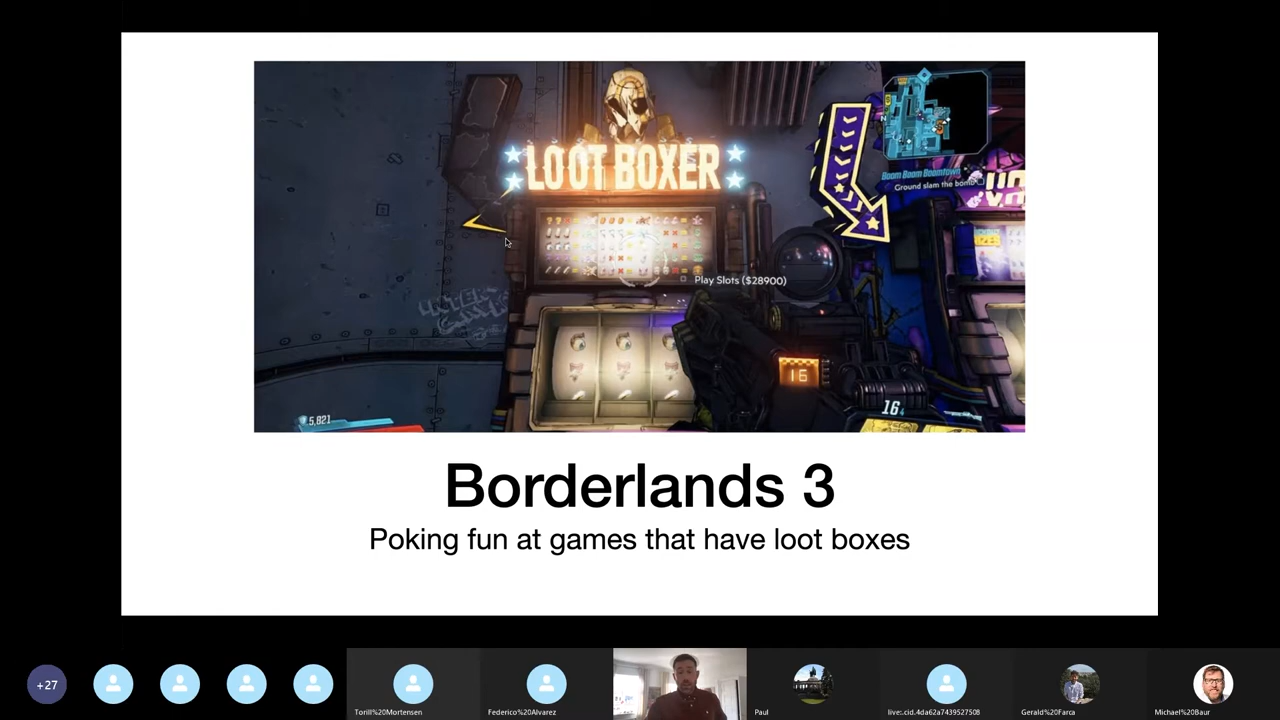 LOOT BOXER
Boom Boom Boomtown
Ground slam the bomb
Play Slots ($28900)
16
16
5,821
Borderlands 3
Poking fun at games that have loot boxes
+27
Torill%20Mortensen
Federico%20Alvarez
Paul
live:.cid.4da62a7439527508
Gerald%20Farca
Michael%20Baur